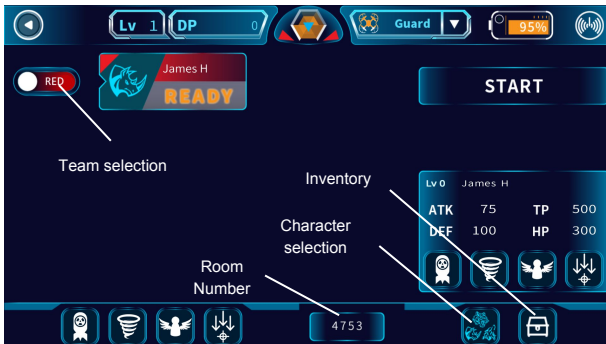 Lv 1 DP 0 Guard 95%
RED
James H
READY
START
Team selection
Inventory
Lv 0 James H
ATK 75 TP 500
DEF 100 HP 300
Character
selection
Room
Number
4753